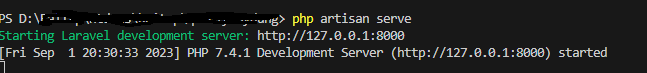 PS D:\ > php artisan serve
Starting Laravel development server: http://127.0.0.1:8000
[Fri Sep  1 20:30:33 2023] PHP 7.4.1 Development Server (http://127.0.0.1:8000) started